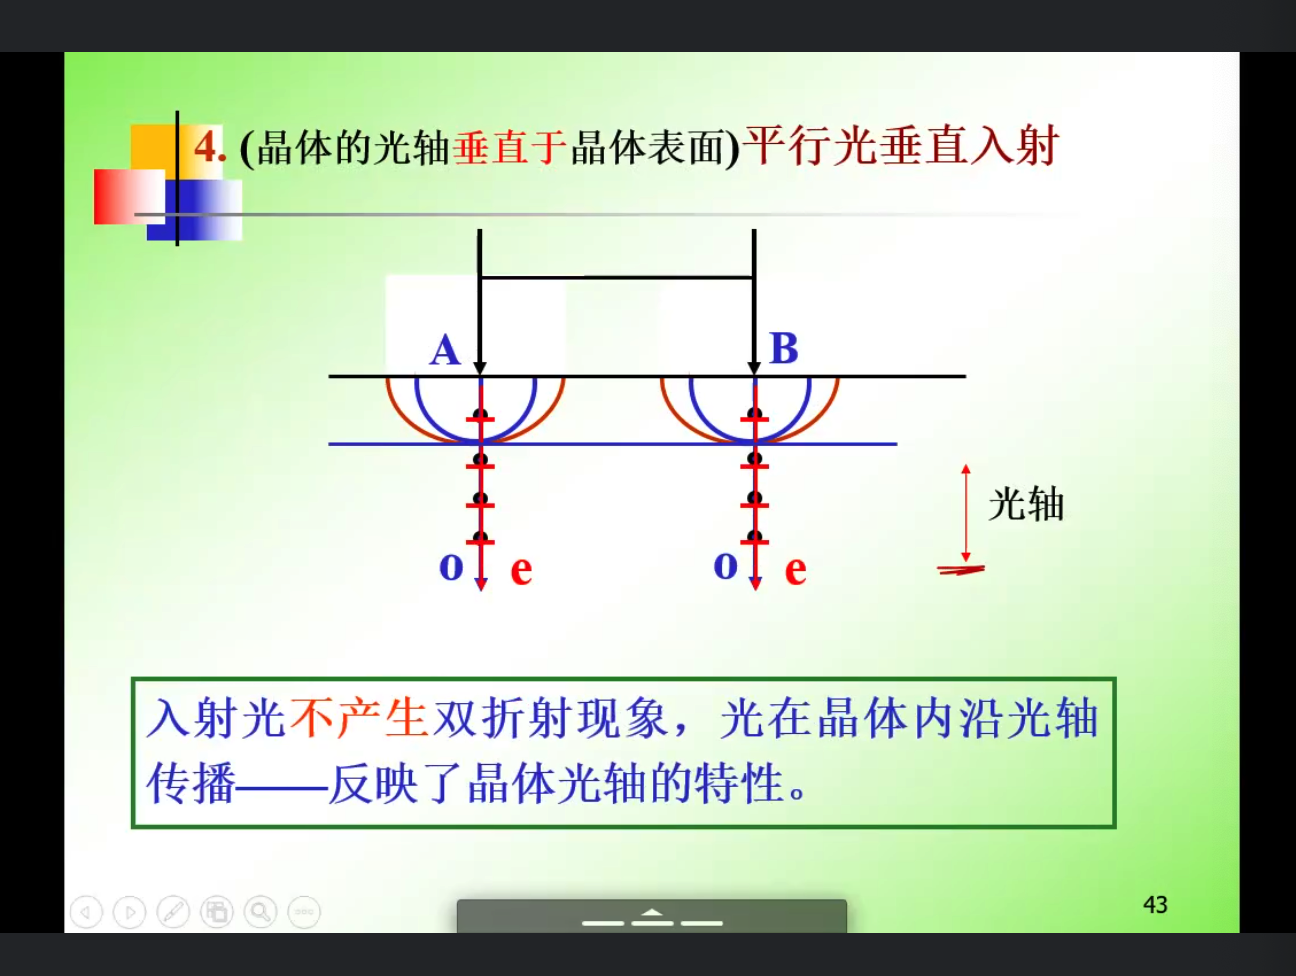 4. (晶体的光轴垂直于晶体表面)平行光垂直入射
A
B
光轴
o e
o e
入射光不产生双折射现象，光在晶体内沿光轴
传播——反映了晶体光轴的特性。
43